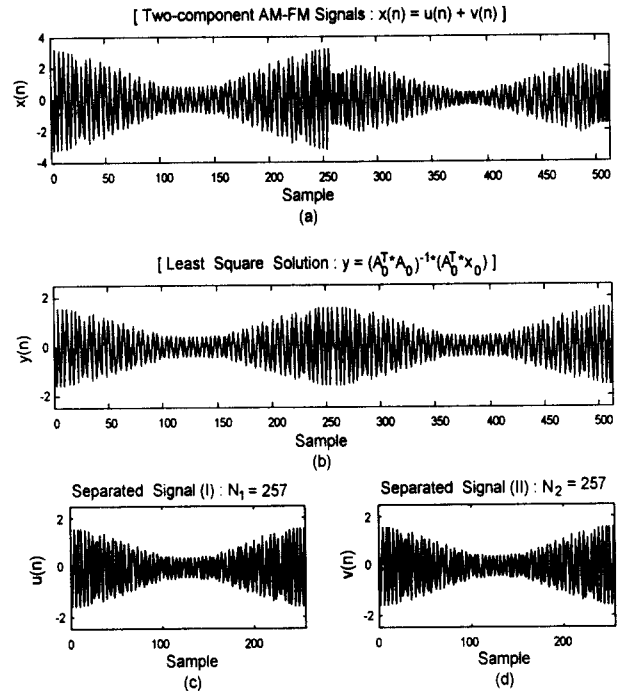 [ Two-component AM-FM Signals : x(n) = u(n) + v(n) ]
4
2
0
-2
-4
x(n)
0 50 100 150 200 250 300 350 400 450 500
Sample
(a)
[ Least Square Solution : y = (A₀ᵀ*A₀)⁻¹*(A₀ᵀ*x₀) ]
2
0
-2
y(n)
0 50 100 150 200 250 300 350 400 450 500
Sample
(b)
Separated Signal (I) : N₁ = 257
2
0
-2
u(n)
0 100 200
Sample
(c)
Separated Signal (II) : N₂ = 257
2
0
-2
v(n)
0 100 200
Sample
(d)